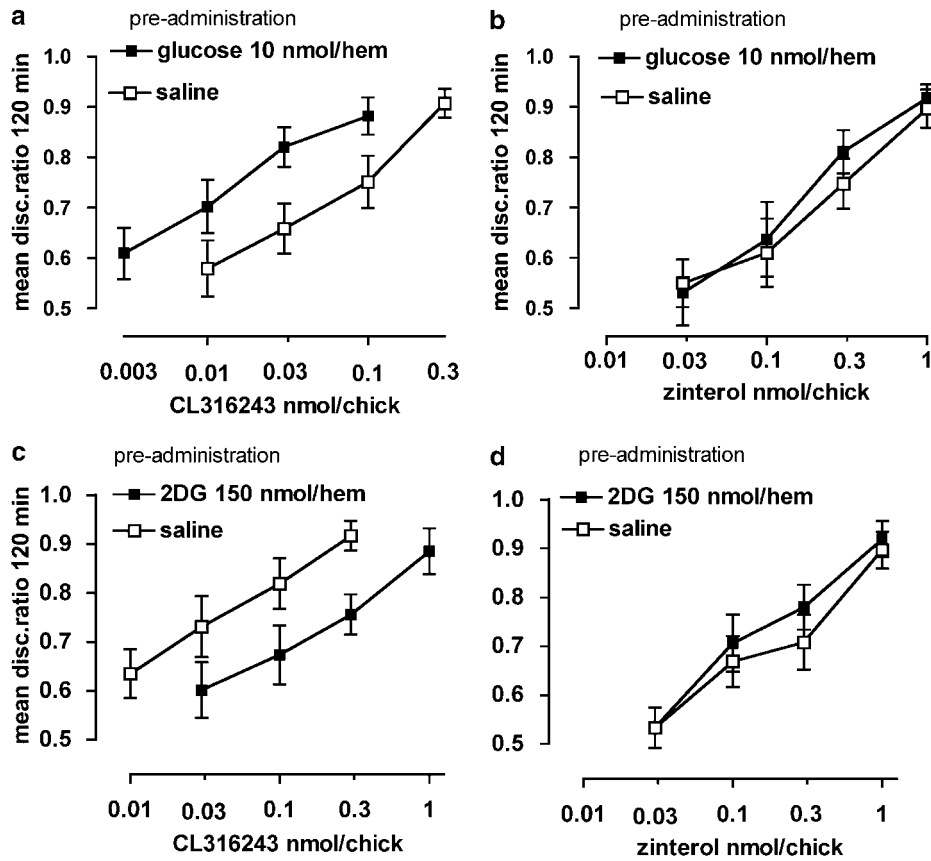 a
pre-administration
glucose 10 nmol/hem
saline
mean disc.ratio 120 min
1.0
0.9
0.8
0.7
0.6
0.5
0.003 0.01 0.03 0.1 0.3
CL316243 nmol/chick
b
pre-administration
glucose 10 nmol/hem
saline
mean disc.ratio 120 min
1.0
0.9
0.8
0.7
0.6
0.5
0.01 0.03 0.1 0.3 1
zinterol nmol/chick
c
pre-administration
2DG 150 nmol/hem
saline
mean disc.ratio 120 min
1.0
0.9
0.8
0.7
0.6
0.5
0.01 0.03 0.1 0.3 1
CL316243 nmol/chick
d
pre-administration
2DG 150 nmol/hem
saline
1.0
0.9
0.8
0.7
0.6
0.5
0.01 0.03 0.1 0.3 1
zinterol nmol/chick